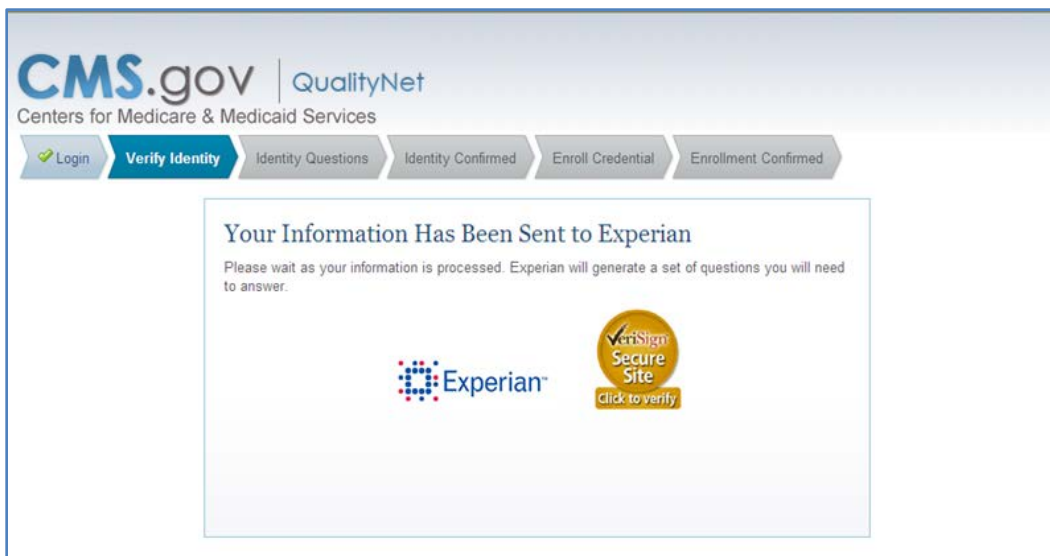 CMS.gov | QualityNet
Centers for Medicare & Medicaid Services
Login Verify Identity Identity Questions Identity Confirmed Enroll Credential Enrollment Confirmed
Your Information Has Been Sent to Experian
Please wait as your information is processed. Experian will generate a set of questions you will need
to answer.
Experian™
VeriSign
Secure
Site
Click to verify